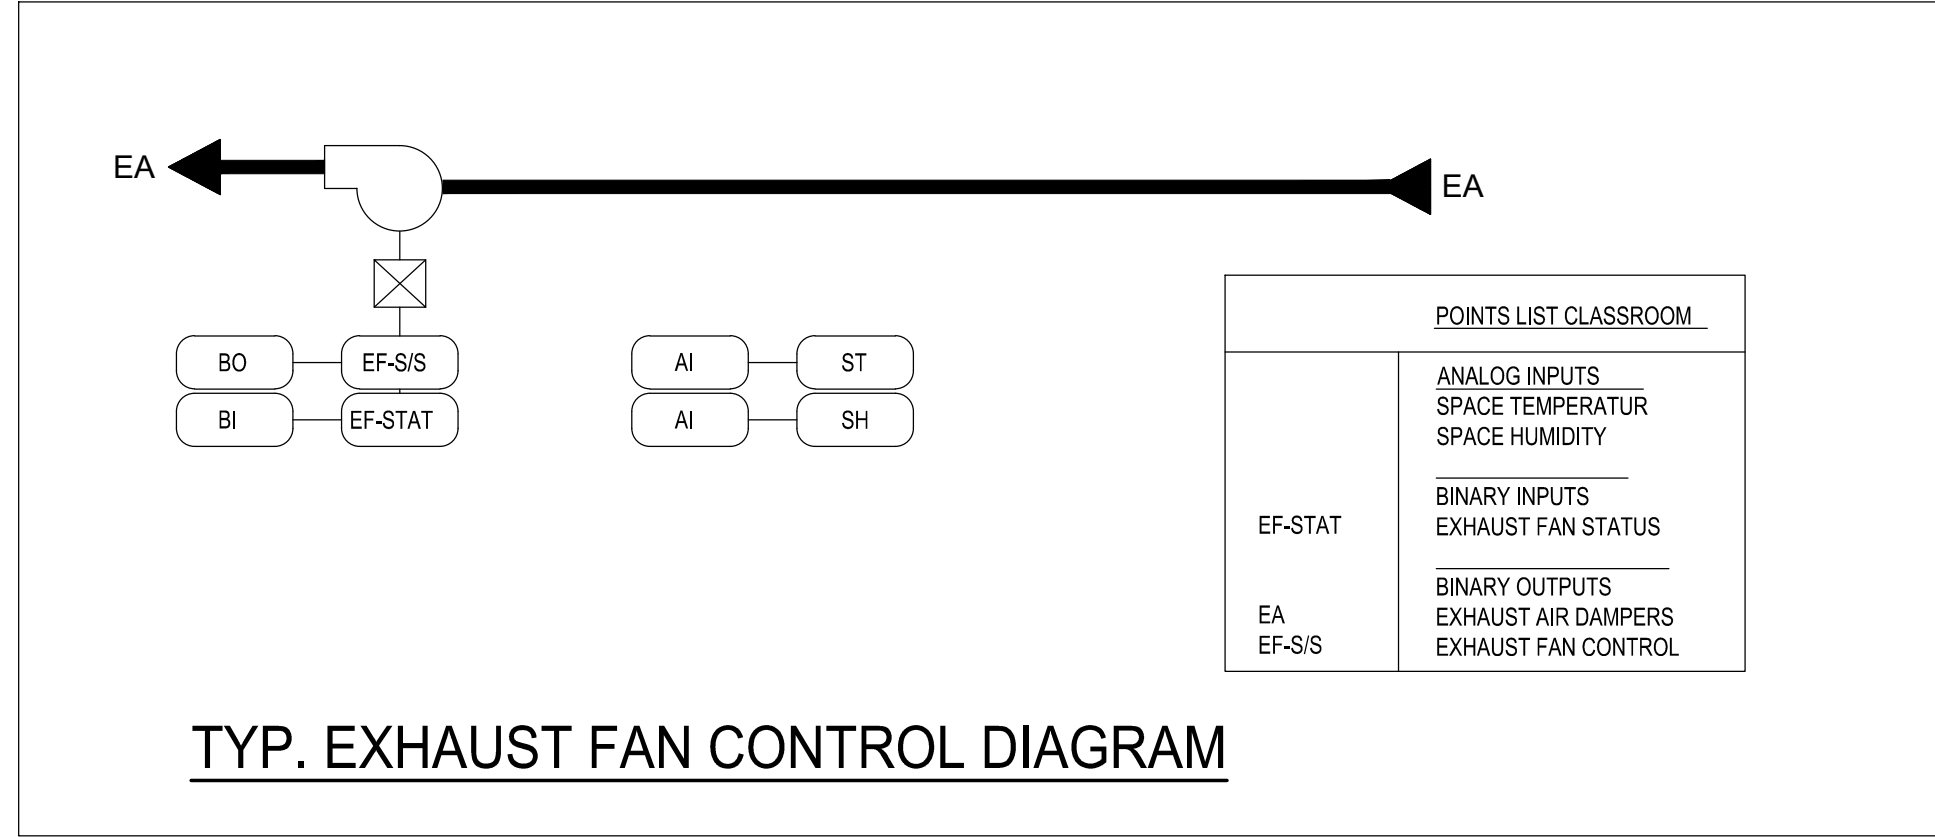 EA
EA
BO EF-S/S
BI EF-STAT
AI ST
AI SH
POINTS LIST CLASSROOM
ANALOG INPUTS
SPACE TEMPERATUR
SPACE HUMIDITY
BINARY INPUTS
EF-STAT EXHAUST FAN STATUS
BINARY OUTPUTS
EA EXHAUST AIR DAMPERS
EF-S/S EXHAUST FAN CONTROL
TYP. EXHAUST FAN CONTROL DIAGRAM